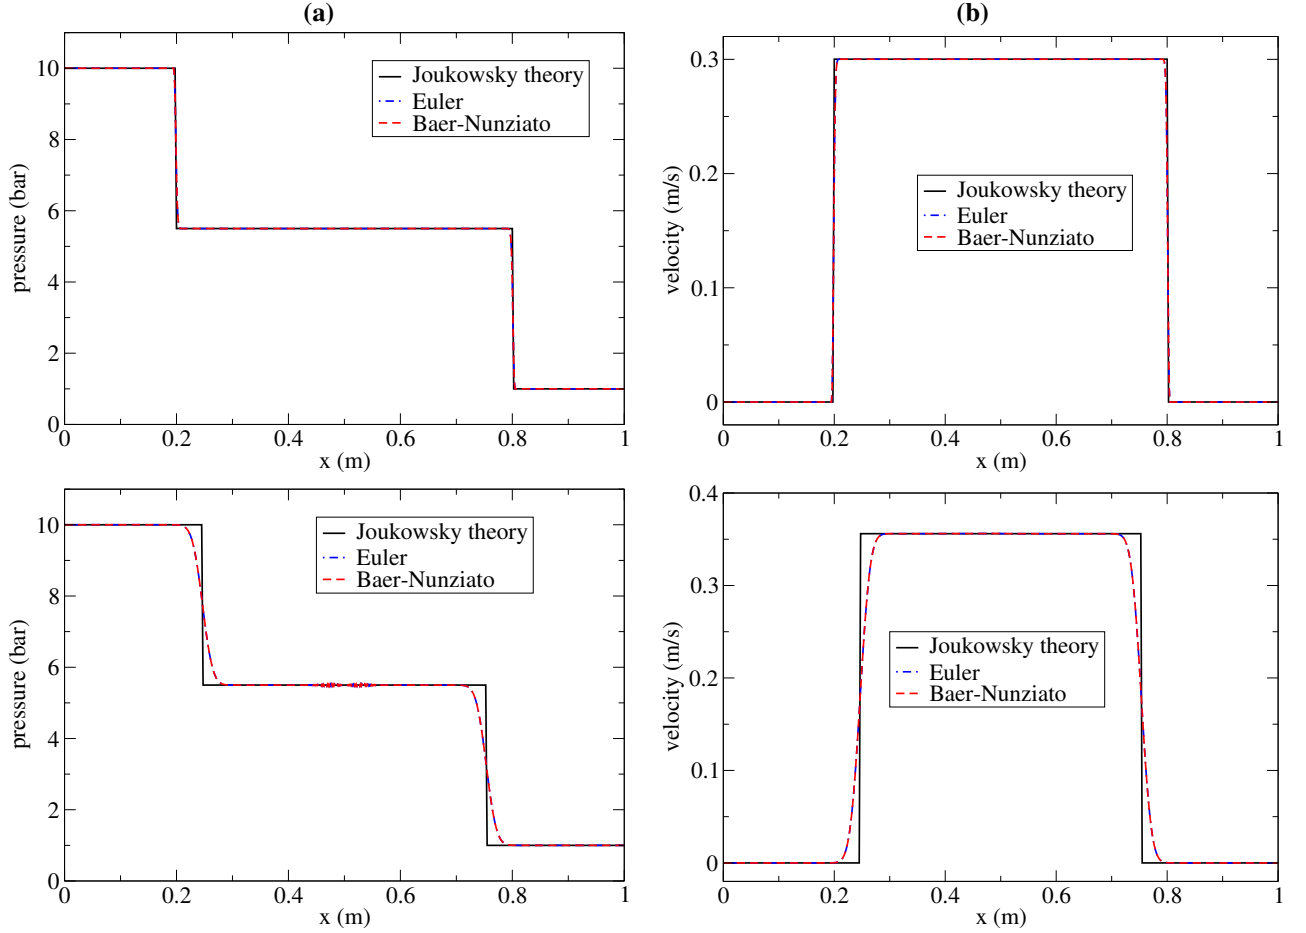 (a)
10
8
6
4
2
0
pressure (bar)
Joukowsky theory
Euler
Baer-Nunziato
0
0.2
0.4
0.6
0.8
1
x (m)
(b)
0.3
0.2
0.1
0
velocity (m/s)
Joukowsky theory
Euler
Baer-Nunziato
0
0.2
0.4
0.6
0.8
1
x (m)
10
8
6
4
2
0
pressure (bar)
Joukowsky theory
Euler
Baer-Nunziato
0
0.2
0.4
0.6
0.8
1
x (m)
0.4
0.3
0.2
0.1
0
velocity (m/s)
Joukowsky theory
Euler
Baer-Nunziato
0
0.2
0.4
0.6
0.8
1
x (m)